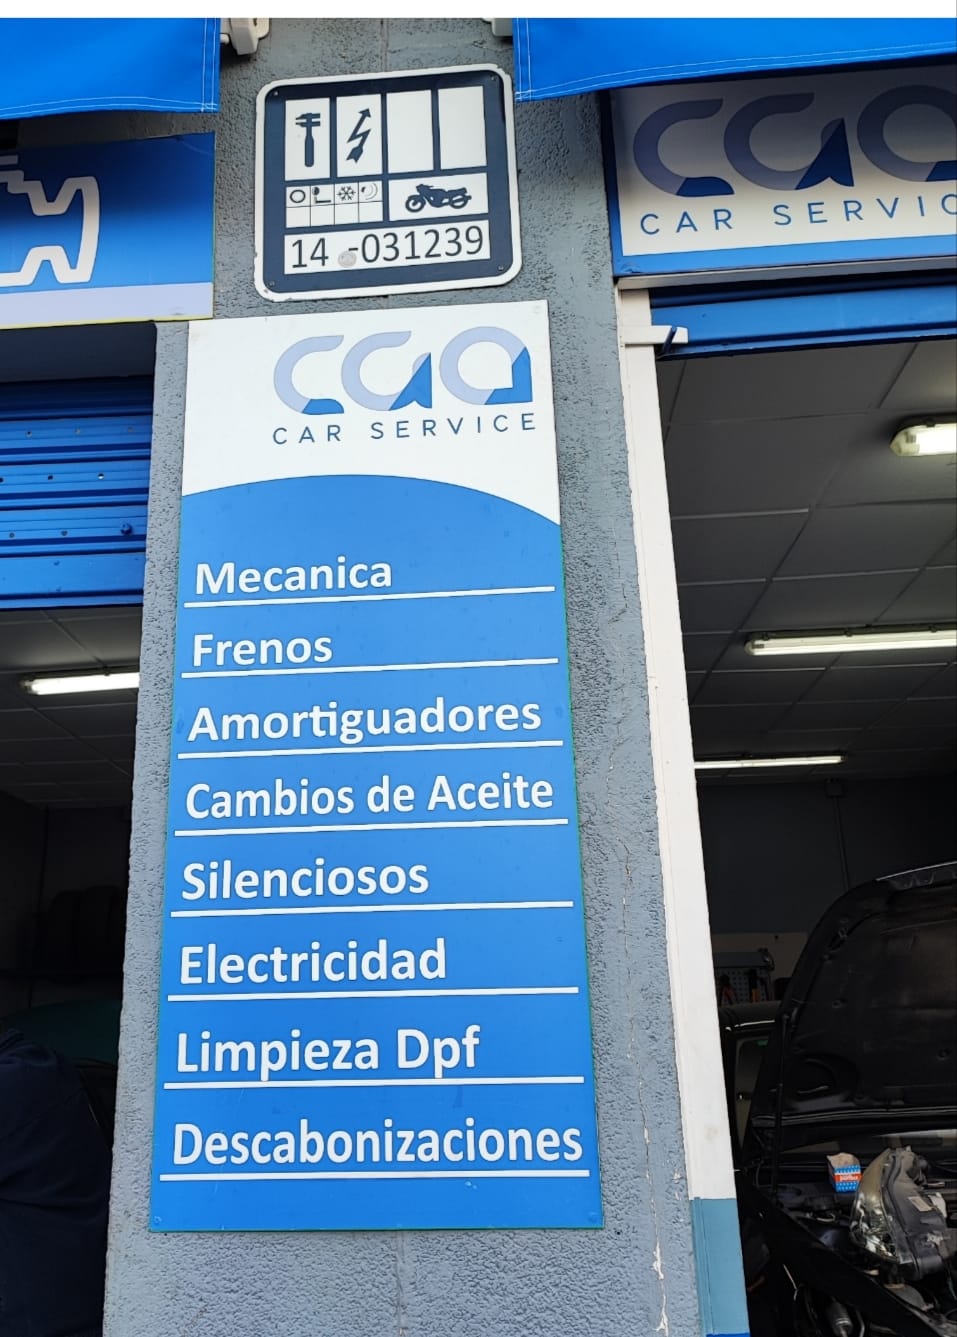 14 -031239
CGA
CAR SERVICE
CGA
CAR SERVIC
Mecanica
Frenos
Amortiguadores
Cambios de Aceite
Silenciosos
Electricidad
Limpieza Dpf
Descabonizaciones